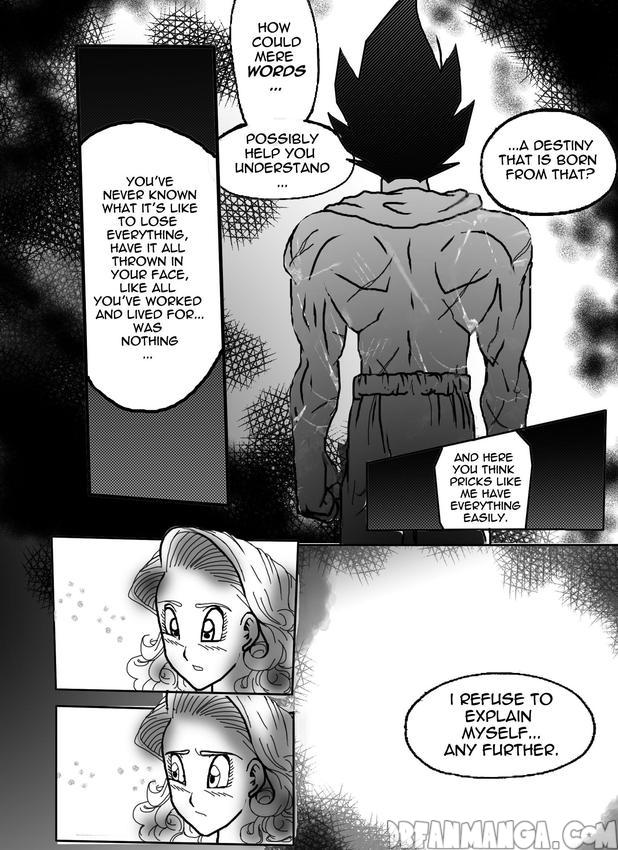 HOW
COULD
MERE
WORDS
...
POSSIBLY
HELP YOU
UNDERSTAND
...
...A DESTINY
THAT IS BORN
FROM THAT?
YOU'VE
NEVER KNOWN
WHAT IT'S LIKE
TO LOSE
EVERYTHING,
HAVE IT ALL
THROWN IN
YOUR FACE,
LIKE ALL
YOU'VE WORKED
AND LIVED FOR...
WAS
NOTHING
...
AND HERE
YOU THINK
PRICKS LIKE
ME HAVE
EVERYTHING
EASILY.
I REFUSE TO
EXPLAIN
MYSELF...
ANY FURTHER.
DBFANMANGA.COM